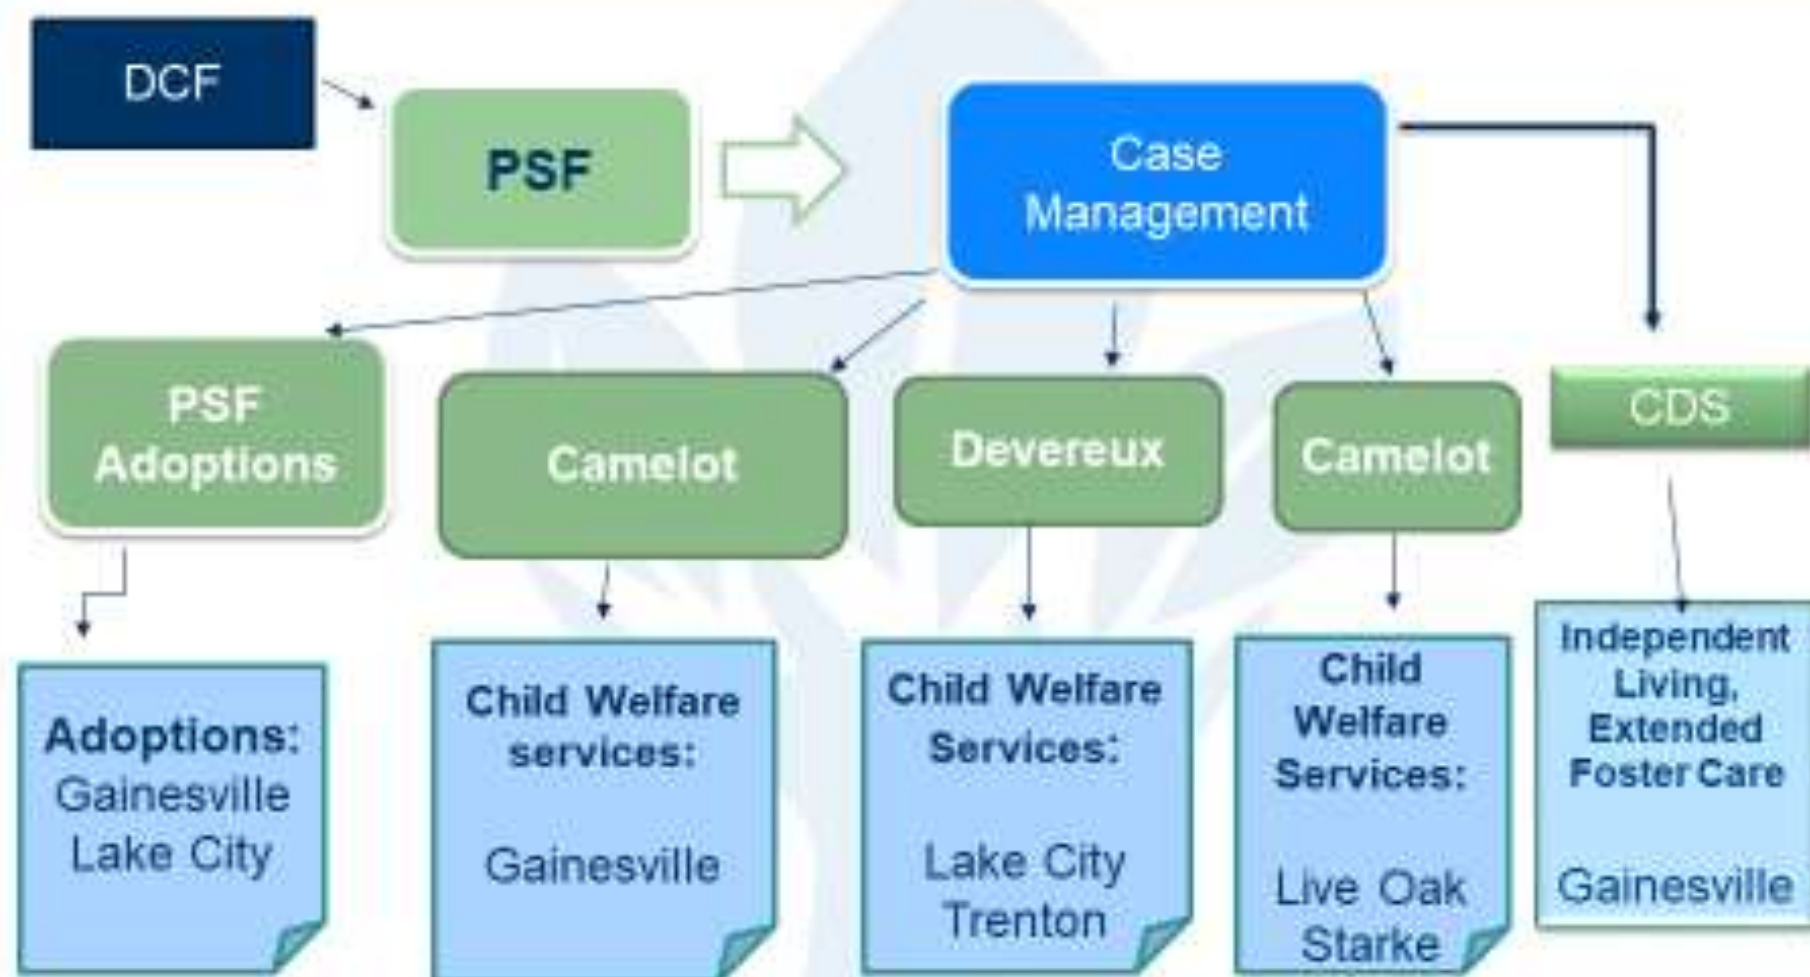 DCF
PSF
Case
Management
PSF
Adoptions
Camelot
Devereux
Camelot
CDS
Adoptions:
Gainesville
Lake City
Child Welfare
services:
Gainesville
Child Welfare
Services:
Lake City
Trenton
Child
Welfare
Services:
Live Oak
Starke
Independent
Living,
Extended
Foster Care
Gainesville